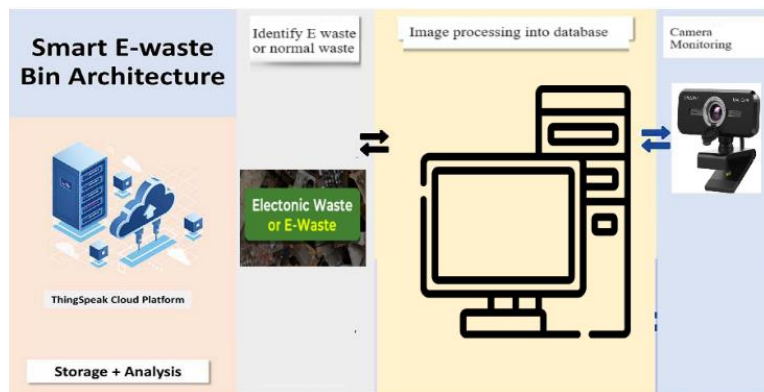 Smart E-waste
Bin Architecture
ThingSpeak Cloud Platform
Storage + Analysis
Identify E waste
or normal waste
Electonic Waste
or E-Waste
Image processing into database
Camera
Monitoring